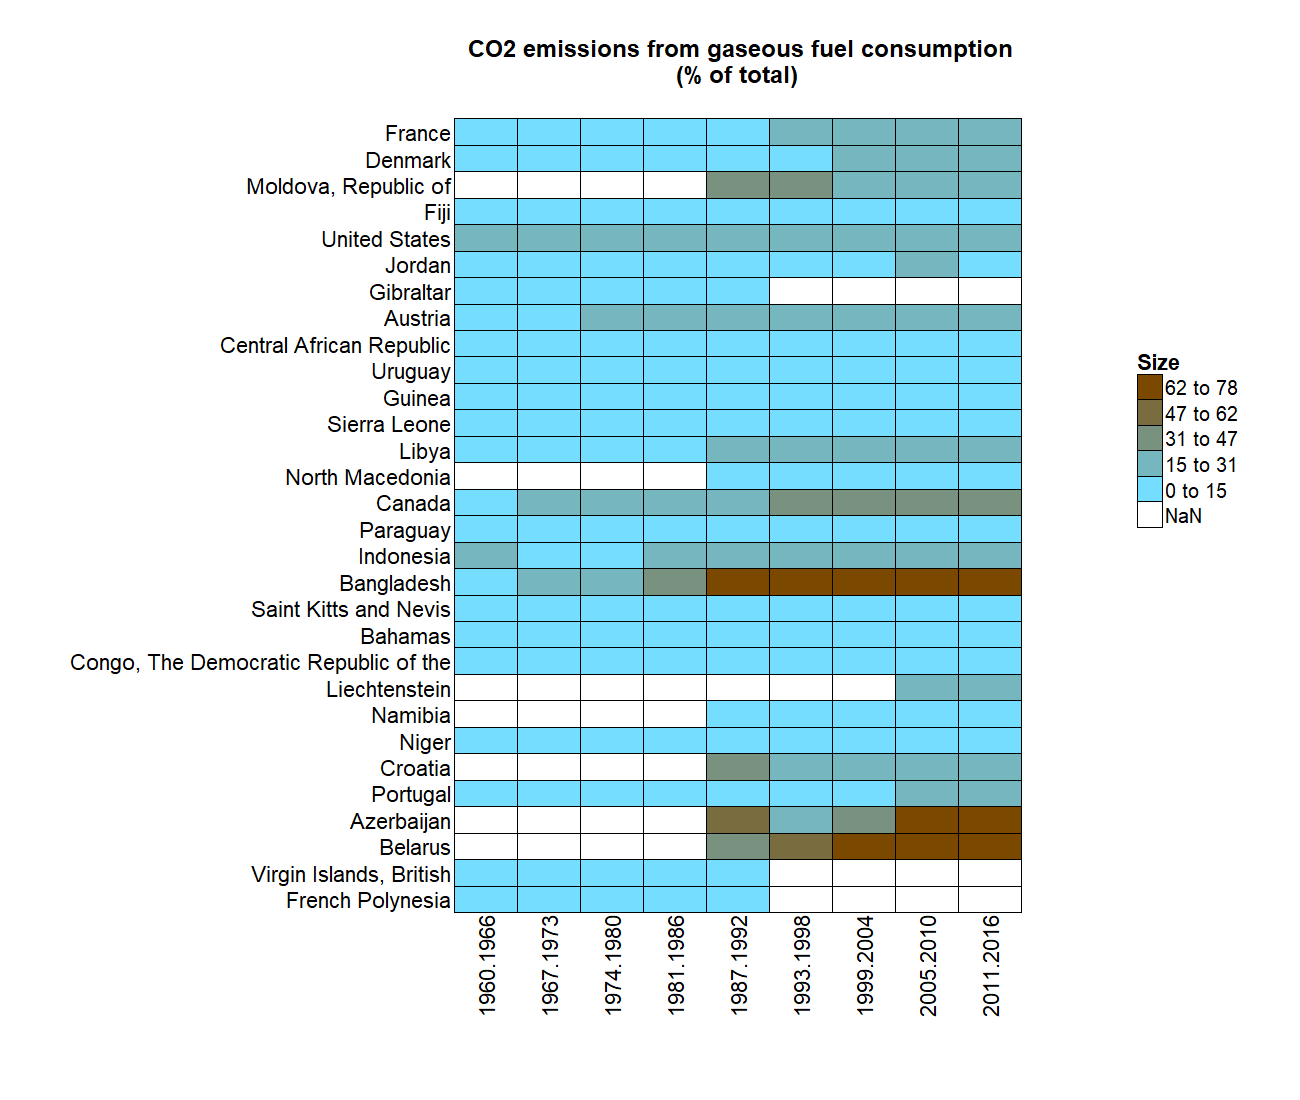 CO2 emissions from gaseous fuel consumption
(% of total)
France
Denmark
Moldova, Republic of
Fiji
United States
Jordan
Gibraltar
Austria
Central African Republic
Uruguay
Guinea
Sierra Leone
Libya
North Macedonia
Canada
Paraguay
Indonesia
Bangladesh
Saint Kitts and Nevis
Bahamas
Congo, The Democratic Republic of the
Liechtenstein
Namibia
Niger
Croatia
Portugal
Azerbaijan
Belarus
Virgin Islands, British
French Polynesia
1960.1966
1967.1973
1974.1980
1981.1986
1987.1992
1993.1998
1999.2004
2005.2010
2011.2016
Size
62 to 78
47 to 62
31 to 47
15 to 31
0 to 15
NaN